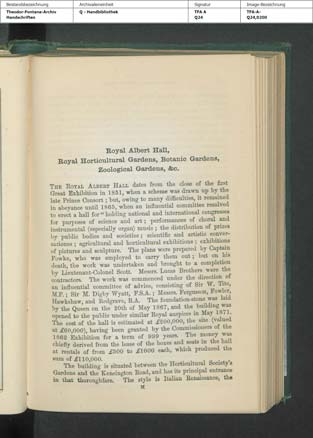 Bestandsbezeichnung Archivaleinheit Signatur Image-Bezeichnung
Theodor-Fontane-Archiv Q - Handbibliothek TFA A TFA-A-
Handschriften Q24 Q24,0206
Royal Albert Hall,
Royal Horticultural Gardens, Botanic Gardens,
Zoological Gardens, &c.
THE ROYAL ALBERT HALL dates from the close of the first
Great Exhibition in 1851, when a scheme was drawn up by the
late Prince Consort; but, owing to many difficulties, it remained
in abeyance until 1865, when an influential committee resolved
to erect a hall for "holding national and international congresses
for purposes of science and art; performances of choral and
instrumental (especially organ) music; the distribution of prizes
by public bodies and societies; scientific and artistic conver-
saziones; agricultural and horticultural exhibitions; exhibitions
of pictures and sculpture. The plans were prepared by Captain
Fowke, who was employed to carry them out; but on his
death, the work was undertaken and brought to a completion
by Lieutenant-Colonel Scott. Messrs. Lucas Brothers were the
contractors. The work was commenced under the direction of
an influential committee of advice, consisting of Sir W. Tite,
M.P.; Sir M. Digby Wyatt, F.S.A.; Messrs. Fergusson, Fowler,
Hawkshaw, and Redgrave, R.A. The foundation-stone was laid
by the Queen on the 20th of May 1867, and the building was
opened to the public under similar Royal auspices in May 1871.
The cost of the hall is estimated at £200,000, the site (valued
at £60,000), having been granted by the Commissioners of the
1862 Exhibition for a term of 999 years. The money was
chiefly derived from the lease of the boxes and seats in the hall
at rentals of from £500 to £1000 each, which produced the
sum of £110,000.
The building is situated between the Horticultural Society's
Gardens and the Kensington Road, and has its principal entrance
in that thoroughfare. The style is Italian Renaissance, the
M